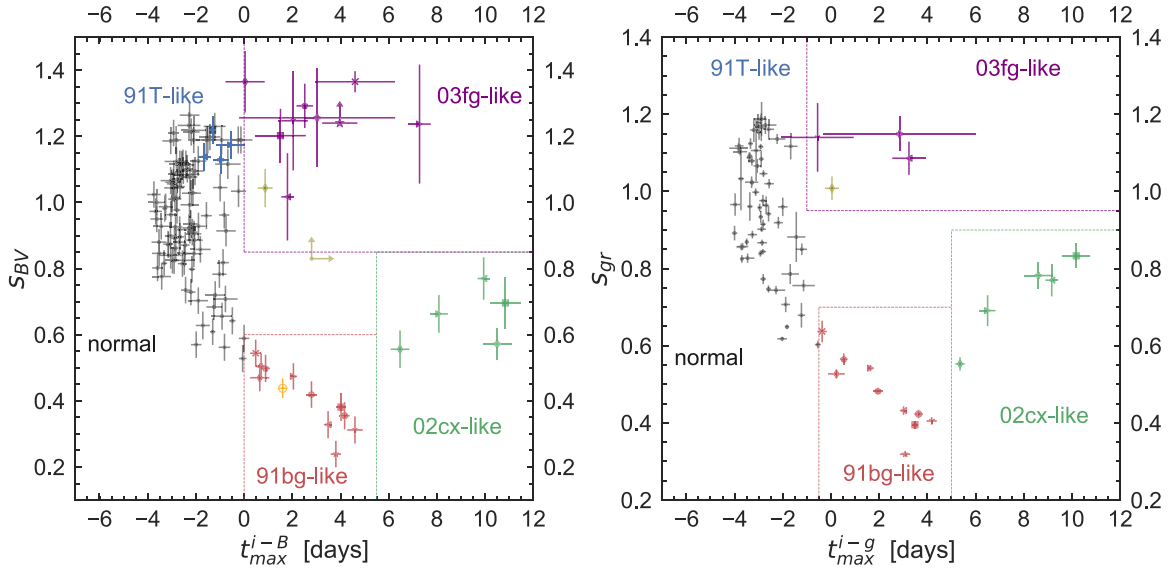 −6 −4 −2 0 2 4 6 8 10 12
1.4 1.2 1.0 0.8 0.6 0.4 0.2
1.4 1.2 1.0 0.8 0.6 0.4 0.2
91T-like
03fg-like
normal
02cx-like
91bg-like
−6 −4 −2 0 2 4 6 8 10 12
s_BV
t_max^{i−B} [days]
−6 −4 −2 0 2 4 6 8 10 12
1.4 1.2 1.0 0.8 0.6 0.4 0.2
1.4 1.2 1.0 0.8 0.6 0.4 0.2
91T-like
03fg-like
normal
02cx-like
91bg-like
−6 −4 −2 0 2 4 6 8 10 12
s_gr
t_max^{i−g} [days]